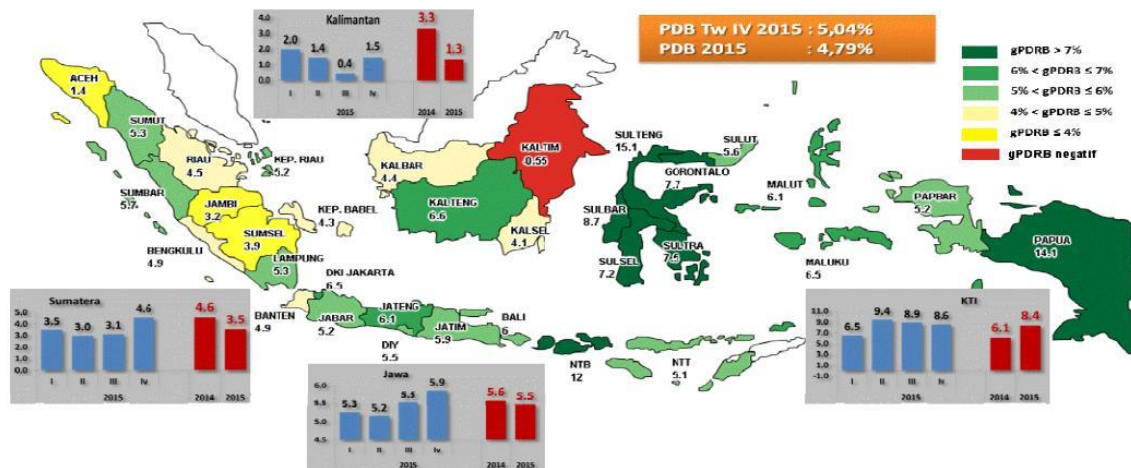 Kalimantan
4.0
3.0
2.0
1.0
0.0
2.0
1.4
0.4
1.5
3.3
1.3
I
II
III
Iv
2014
2015
2015
PDB Tw IV 2015 : 5,04%
PDB 2015 : 4,79%
gPDRB > 7%
6% < gPDRB ≤ 7%
5% < gPDRB ≤ 6%
4% < gPDRB ≤ 5%
gPDRB ≤ 4%
gPDRB negatif
ACEH
1.4
SUMUT
5.3
RIAU
4.5
KEP. RIAU
5.2
SUMBAR
JAMBI
3.2
SUMSEL
3.9
KEP. BABEL
4.3
BENGKULU
4.9
LAMPUNG
5.3
DKI JAKARTA
6.5
BANTEN
4.9
JABAR
5.2
JATENG
6.1
DIY
5.5
JATIM
5.9
BALI
6
KALBAR
4.4
KALTENG
6.6
KALTIM
-0.55
KALSEL
4.1
SULTENG
15.1
SULUT
5.6
GORONTALO
7.7
SULBAR
8.7
SULSEL
7.2
SULTRA
MALUT
6.1
MALUKU
6.5
PAPBAR
5.2
PAPUA
14.1
NTB
12
NTT
5.1
Sumatera
5.0
4.0
3.0
2.0
1.0
0.0
3.5
3.0
3.1
4.6
4.6
3.5
I
II
III
Iv
2014
2015
2015
Jawa
6.0
5.5
5.0
4.5
5.3
5.2
5.5
5.9
5.6
5.5
I
II
III
Iv
2014
2015
2015
KTI
11.0
9.0
7.0
5.0
3.0
1.0
-1.0
6.5
9.4
8.9
8.6
6.1
8.4
I
II
III
Iv
2014
2015
2015